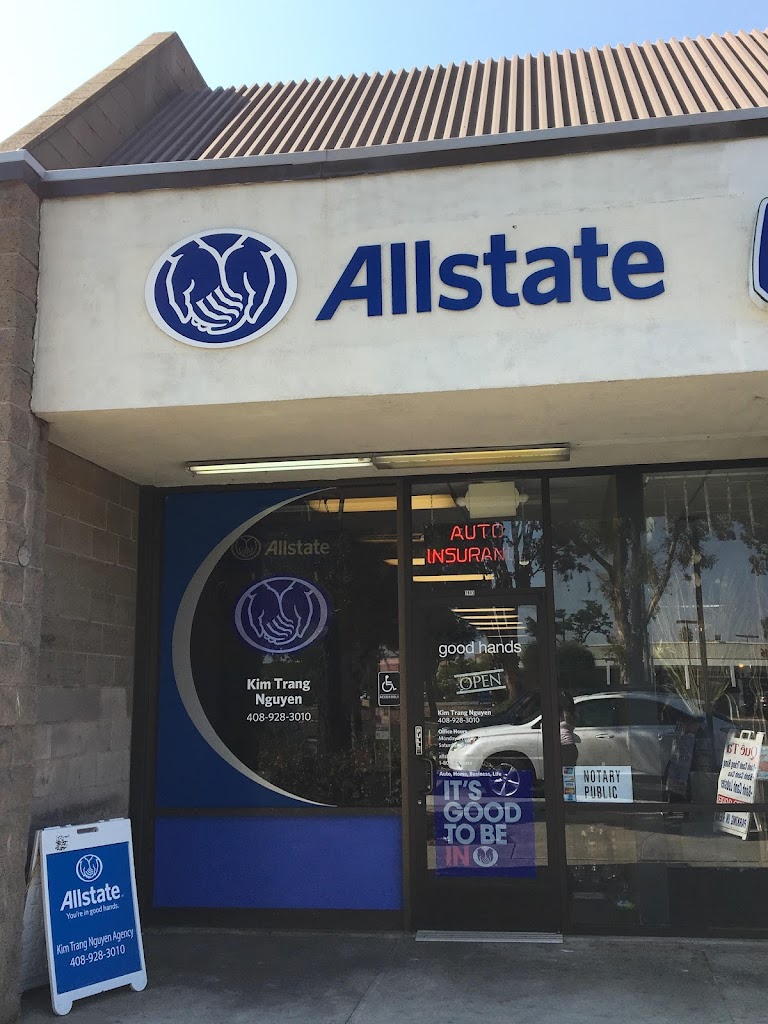 Allstate
AUTO
INSURAN
Allstate
good hands
OPEN
Kim Trang
Nguyen
408-928-3010
Kim Trang Nguyen
408-928-3010
Office Hours
Auto, Home, Business, Life
IT'S
GOOD
TO BE
IN
NOTARY
PUBLIC
Allstate
You're in good hands.
Kim Trang Nguyen Agency
408-928-3010